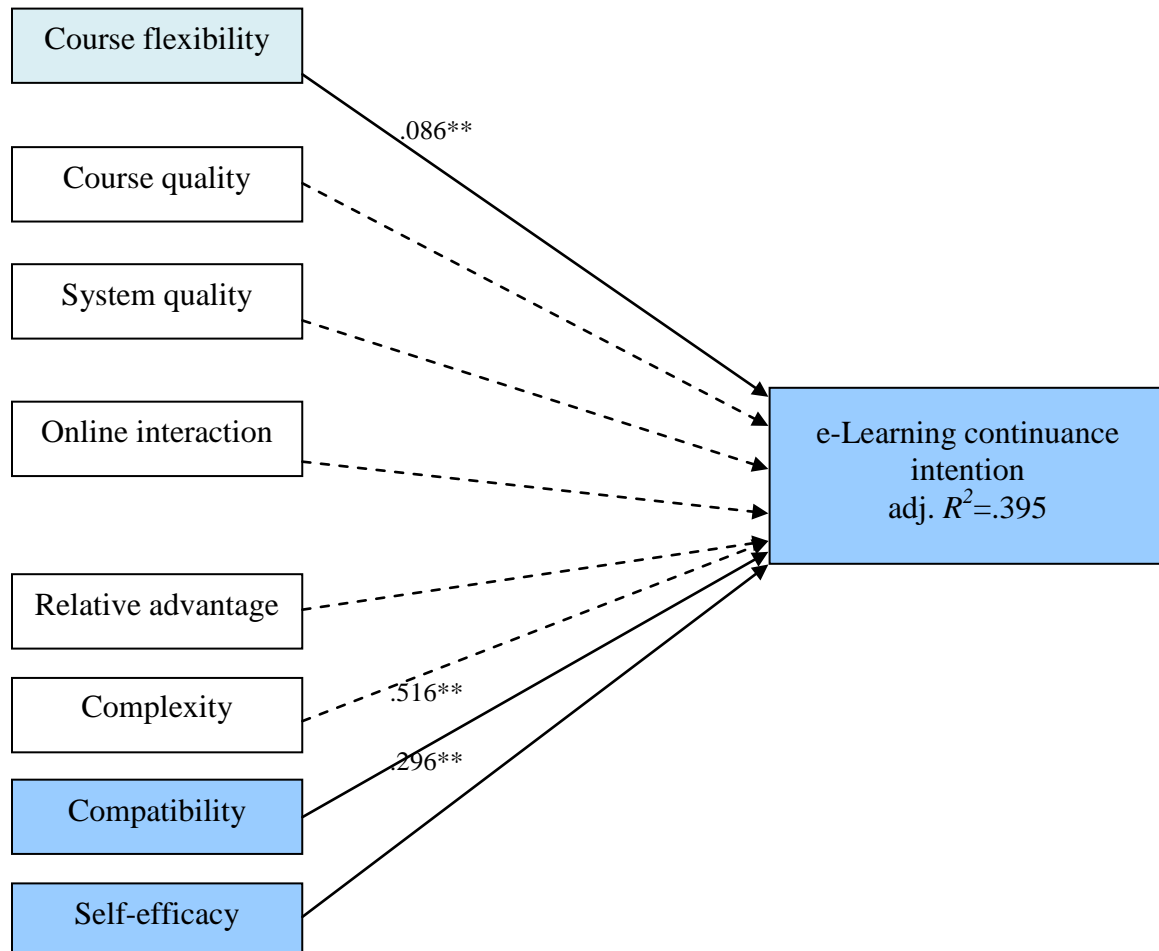 Course flexibility
.086**
Course quality
System quality
Online interaction
e-Learning continuance
intention
adj. R²=.395
Relative advantage
Complexity
.516**
.296**
Compatibility
Self-efficacy